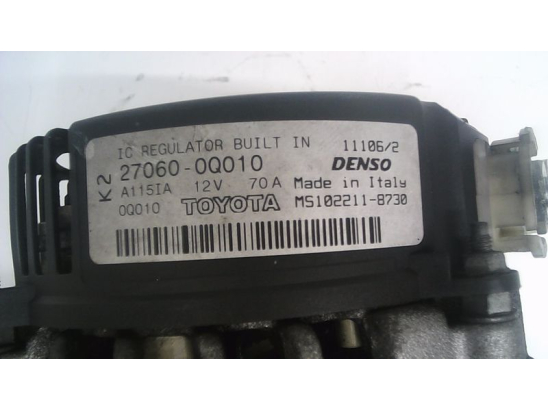 IC REGULATOR BUILT IN 11106/2
K2 27060-0Q010 DENSO
A115IA 12V 70A Made in Italy
0Q010 TOYOTA MS102211-8730